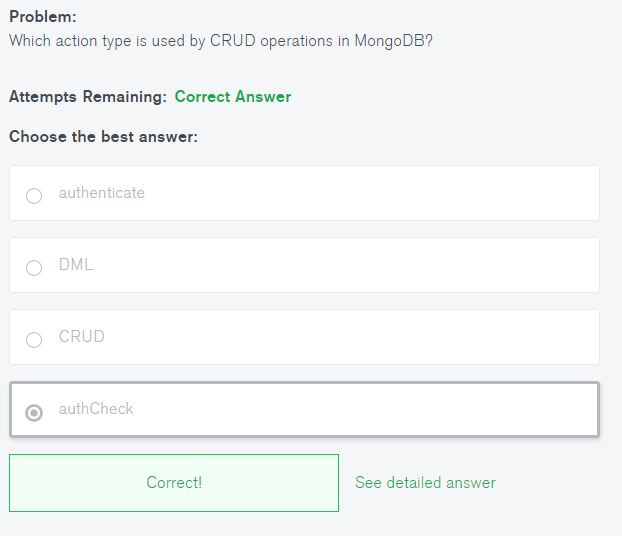 Problem:
Which action type is used by CRUD operations in MongoDB?
Attempts Remaining: Correct Answer
Choose the best answer:
authenticate
DML
CRUD
authCheck
Correct! See detailed answer